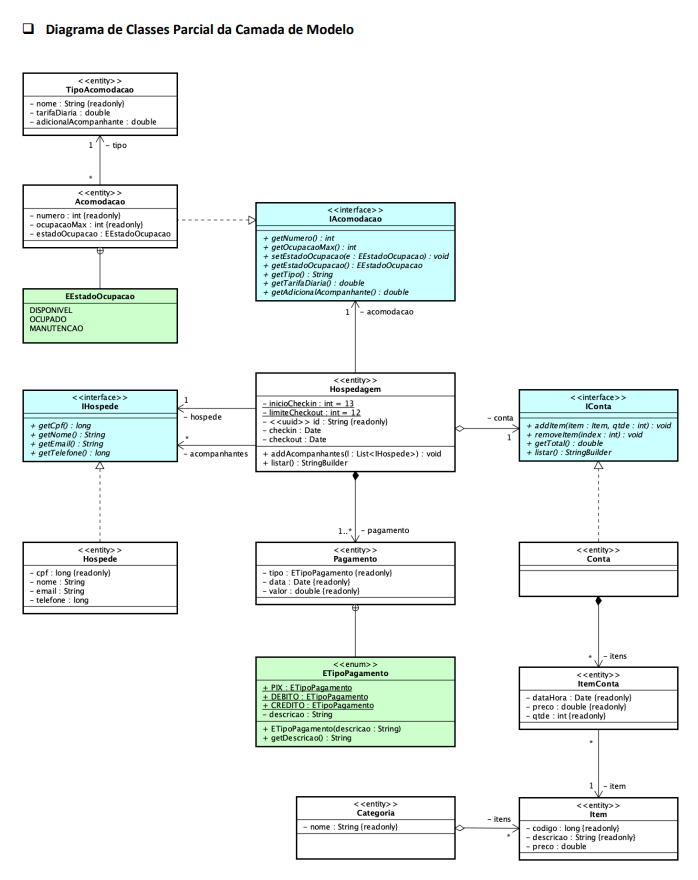 ❑ Diagrama de Classes Parcial da Camada de Modelo
<<entity>>
TipoAcomodacao
- nome : String {readonly}
- tarifaDiaria : double
- adicionalAcompanhante : double
1
- tipo
*
<<entity>>
Acomodacao
- numero : int {readonly}
- ocupacaoMax : int {readonly}
- estadoOcupacao : EEstadoOcupacao
<<interface>>
IAcomodacao
+ getNumero() : int
+ getOcupacaoMax() : int
+ setEstadoOcupacao(e : EEstadoOcupacao) : void
+ getEstadoOcupacao() : EEstadoOcupacao
+ getTipo() : String
+ getTarifaDiaria() : double
+ getAdicionalAcompanhante() : double
EEstadoOcupacao
DISPONIVEL
OCUPADO
MANUTENCAO
1
- acomodacao
<<interface>>
IHospede
+ getCpf() : long
+ getNome() : String
+ getEmail() : String
+ getTelefone() : long
1
- hospede
*
- acompanhantes
<<entity>>
Hospedagem
- inicioCheckin : int = 13
- limiteCheckout : int = 12
- <<uuid>> id : String {readonly}
- checkin : Date
- checkout : Date
+ addAcompanhantes(l : List<IHospede>) : void
+ listar() : StringBuilder
- conta
1
<<interface>>
IConta
+ addItem(item : Item, qtde : int) : void
+ removeItem(index : int) : void
+ getTotal() : double
+ listar() : StringBuilder
1..*
- pagamento
<<entity>>
Hospede
- cpf : long {readonly}
- nome : String
- email : String
- telefone : long
<<entity>>
Pagamento
- tipo : ETipoPagamento {readonly}
- data : Date {readonly}
- valor : double {readonly}
<<entity>>
Conta
*
- itens
<<enum>>
ETipoPagamento
+ PIX : ETipoPagamento
+ DEBITO : ETipoPagamento
+ CREDITO : ETipoPagamento
- descricao : String
+ ETipoPagamento(descricao : String)
+ getDescricao() : String
<<entity>>
ItemConta
- dataHora : Date {readonly}
- preco : double {readonly}
- qtde : int {readonly}
*
1
- item
<<entity>>
Categoria
- nome : String {readonly}
- itens
*
<<entity>>
Item
- codigo : long {readonly}
- descricao : String {readonly}
- preco : double